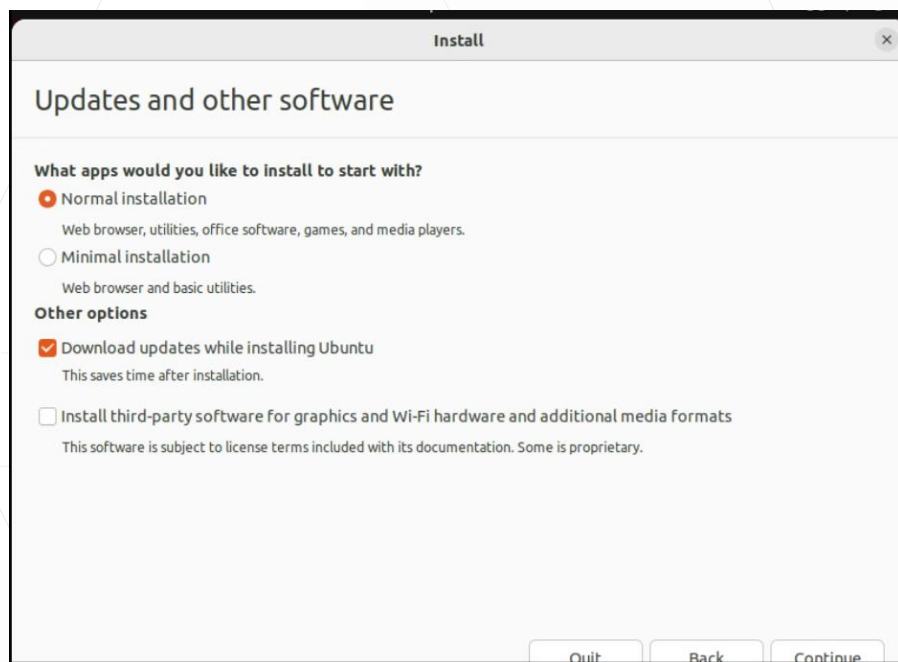 Install
Updates and other software
What apps would you like to install to start with?
Normal installation
Web browser, utilities, office software, games, and media players.
Minimal installation
Web browser and basic utilities.
Other options
Download updates while installing Ubuntu
This saves time after installation.
Install third-party software for graphics and Wi-Fi hardware and additional media formats
This software is subject to license terms included with its documentation. Some is proprietary.
Quit Back Continue